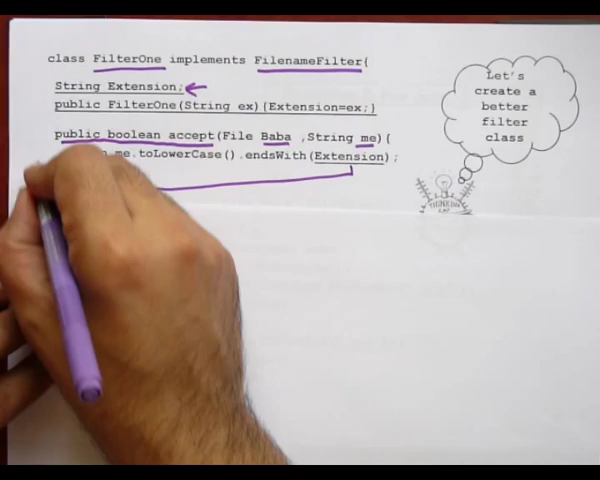 class FilterOne implements FilenameFilter{
String Extension;
public FilterOne(String ex){Extension=ex;}
public boolean accept(File Baba ,String me){
me.toLowerCase().endsWith(Extension);
Let's
create a
better
filter
class
THINKING